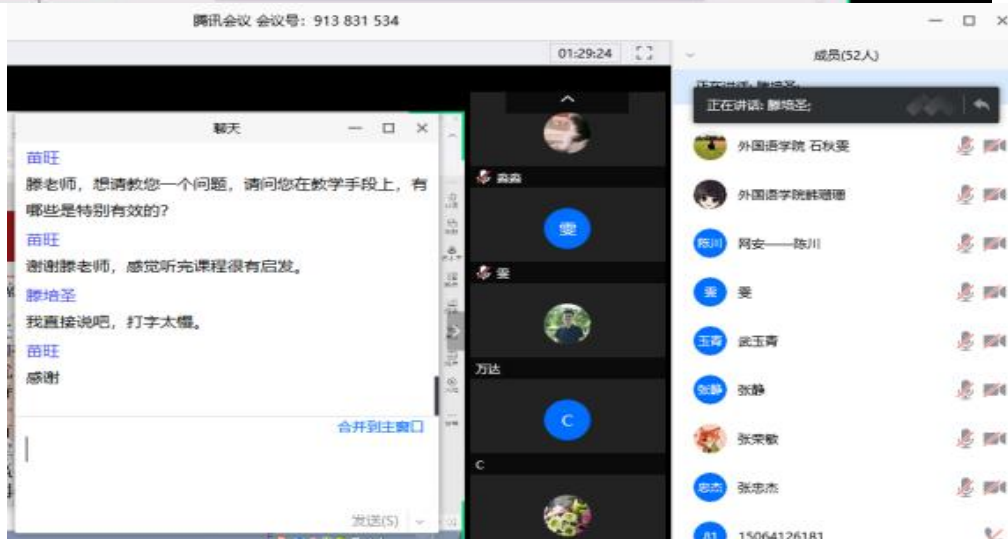 腾讯会议 会议号：913 831 534
01:29:24
成员(52人)
正在讲话: 滕培圣;
聊天
苗旺
滕老师，想请教您一个问题，请问您在教学手段上，有
哪些是特别有效的？
苗旺
谢谢滕老师，感觉听完课程很有启发。
滕培圣
我直接说吧，打字太慢。
苗旺
感谢
合并到主窗口
发送(S)
淼淼
雯
雯
万达
C
C
外国语学院 石秋雯
外国语学院韩珊珊
陈川
网安——陈川
雯
雯
玉青
武玉青
张静
张静
张荣敏
忠杰
张忠杰
81
15064126181